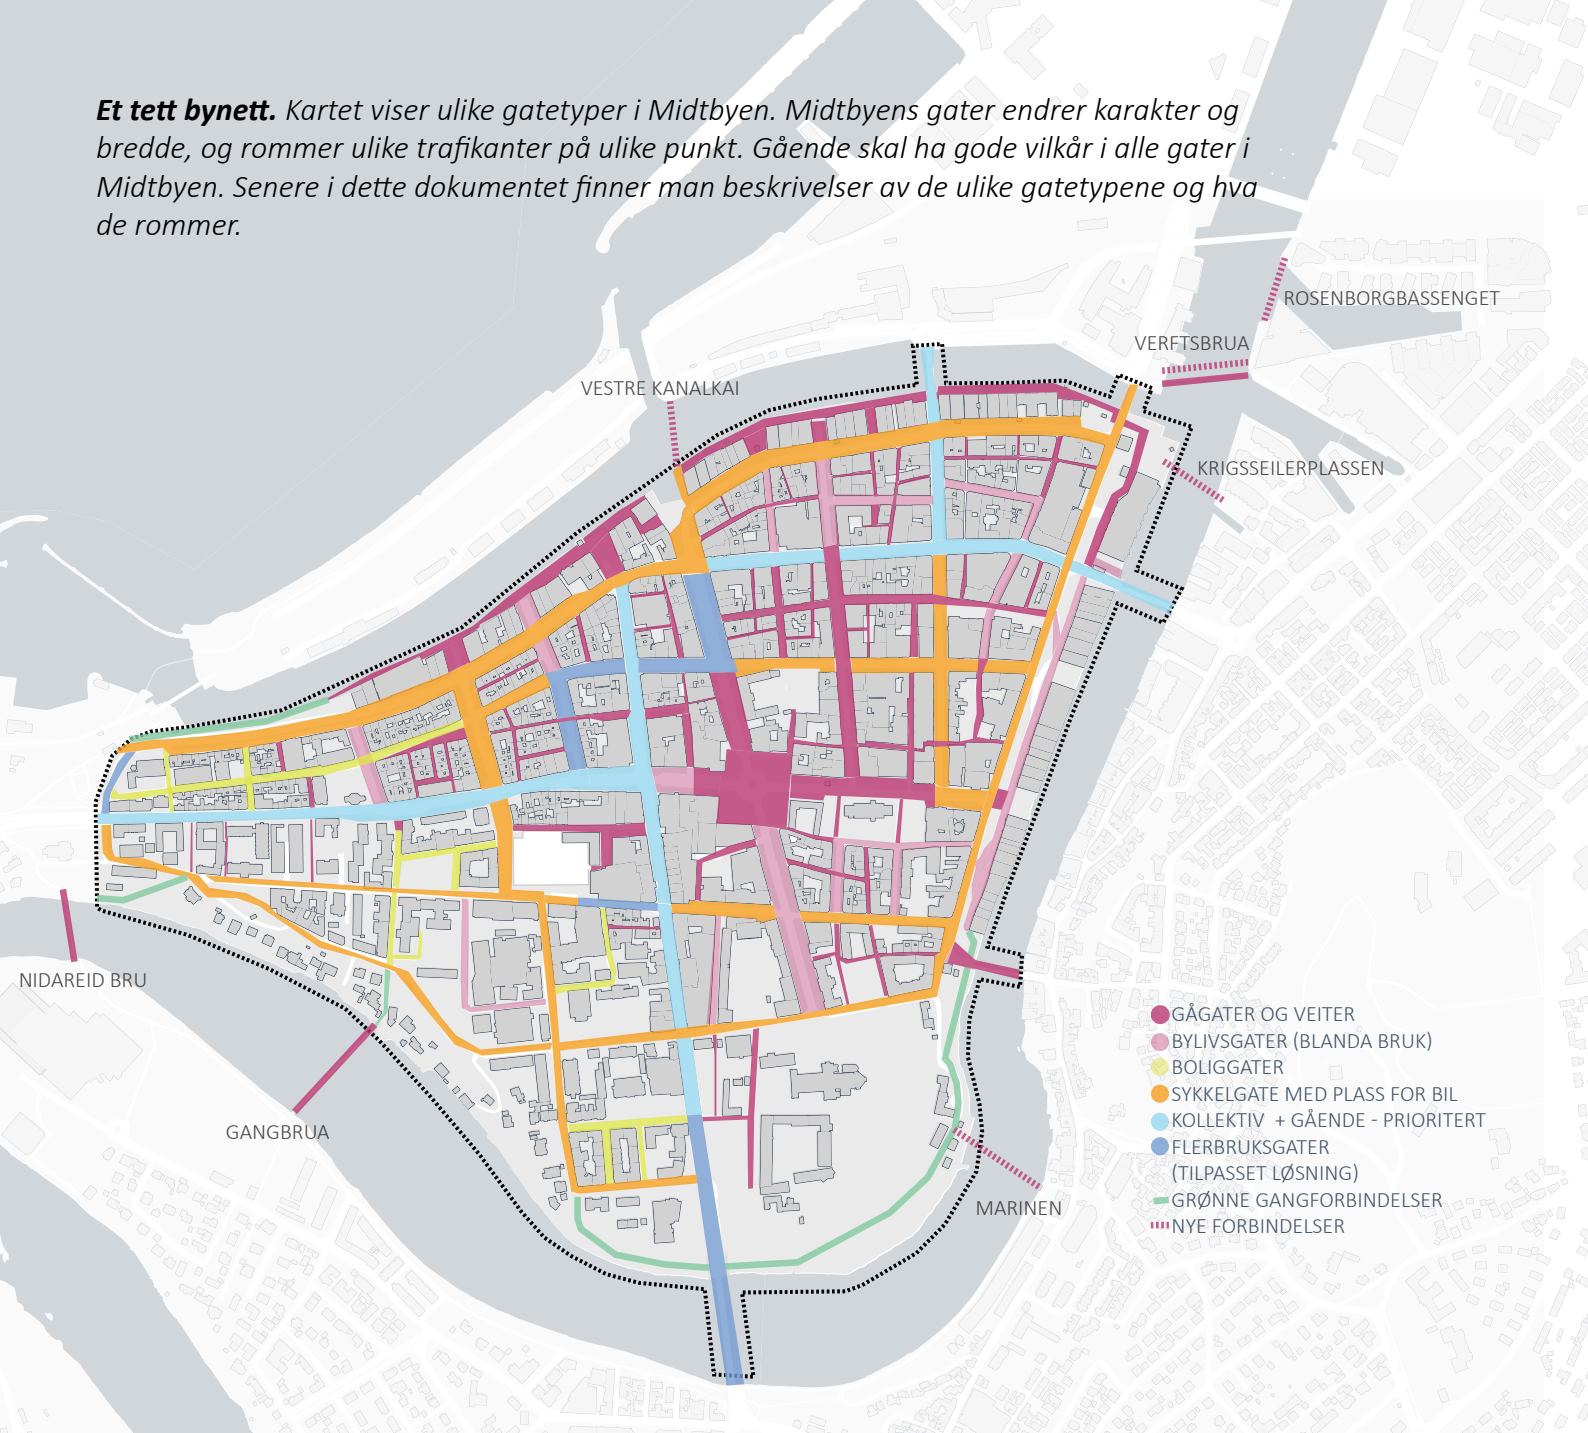 Et tett bynett. Kartet viser ulike gatetyper i Midtbyen. Midtbyens gater endrer karakter og
bredde, og rommer ulike trafikanter på ulike punkt. Gående skal ha gode vilkår i alle gater i
Midtbyen. Senere i dette dokumentet finner man beskrivelser av de ulike gatetypene og hva
de rommer.
ROSENBORGBASSENGET
VERFTSBRUA
VESTRE KANALKAI
KRIGSSEILERPLASSEN
NIDAREID BRU
GANGBRUA
MARINEN
GÅGATER OG VEITER
BYLIVSGATER (BLANDA BRUK)
BOLIGGATER
SYKKELGATE MED PLASS FOR BIL
KOLLEKTIV + GÅENDE - PRIORITERT
FLERBRUKSGATER
(TILPASSET LØSNING)
GRØNNE GANGFORBINDELSER
NYE FORBINDELSER